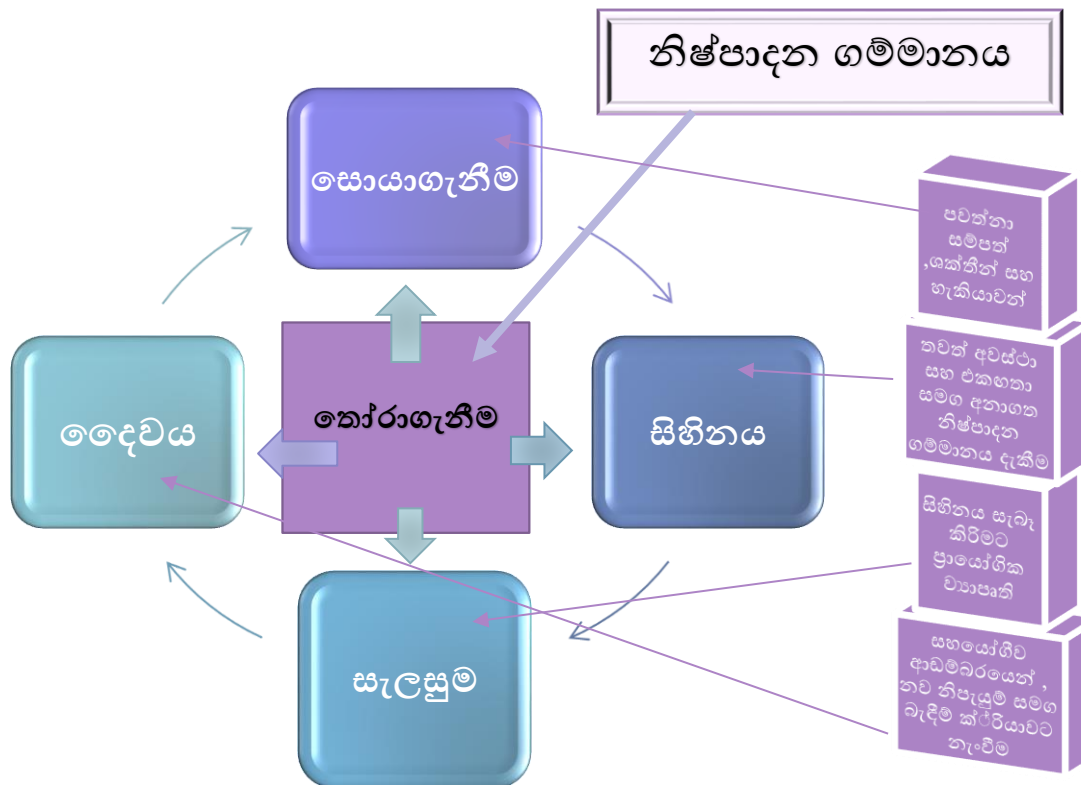 නිෂ්පාදන ගම්මානය
සොයාගැනීම
පවත්නා
සම්පත්
,ශක්තීන් සහ
හැකියාවන්
තෝරාගැනීම
සිහිනය
දෛවය
තවත් අවස්ථා
සහ එකඟතා
සමග අනාගත
නිෂ්පාදන
ගම්මානය දැකීම
සිහිනය සැබෑ
කිරිමට
ප්‍රායෝගික
ව්‍යාපෘති
සැලසුම
සහයෝගීව
ආඩම්බරයෙන් ,
නව නිපැයුම් සමග
බැඳීම් ක්‍්‍රියාවට
නැංවීම